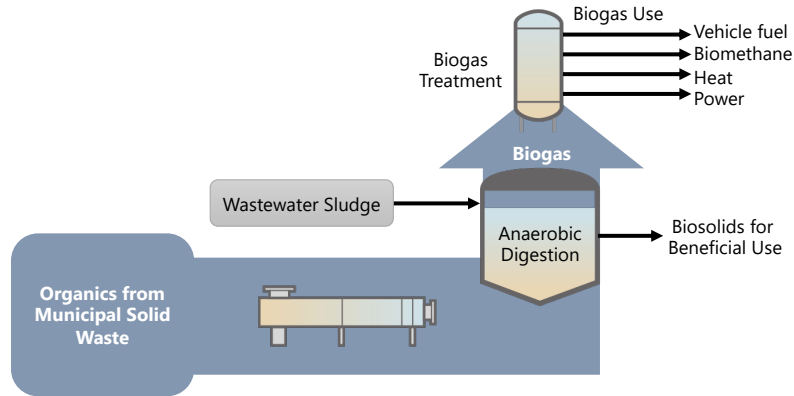 Biogas Use
Vehicle fuel
Biomethane
Heat
Power
Biogas
Treatment
Biogas
Wastewater Sludge
Anaerobic
Digestion
Biosolids for
Beneficial Use
Organics from
Municipal Solid
Waste